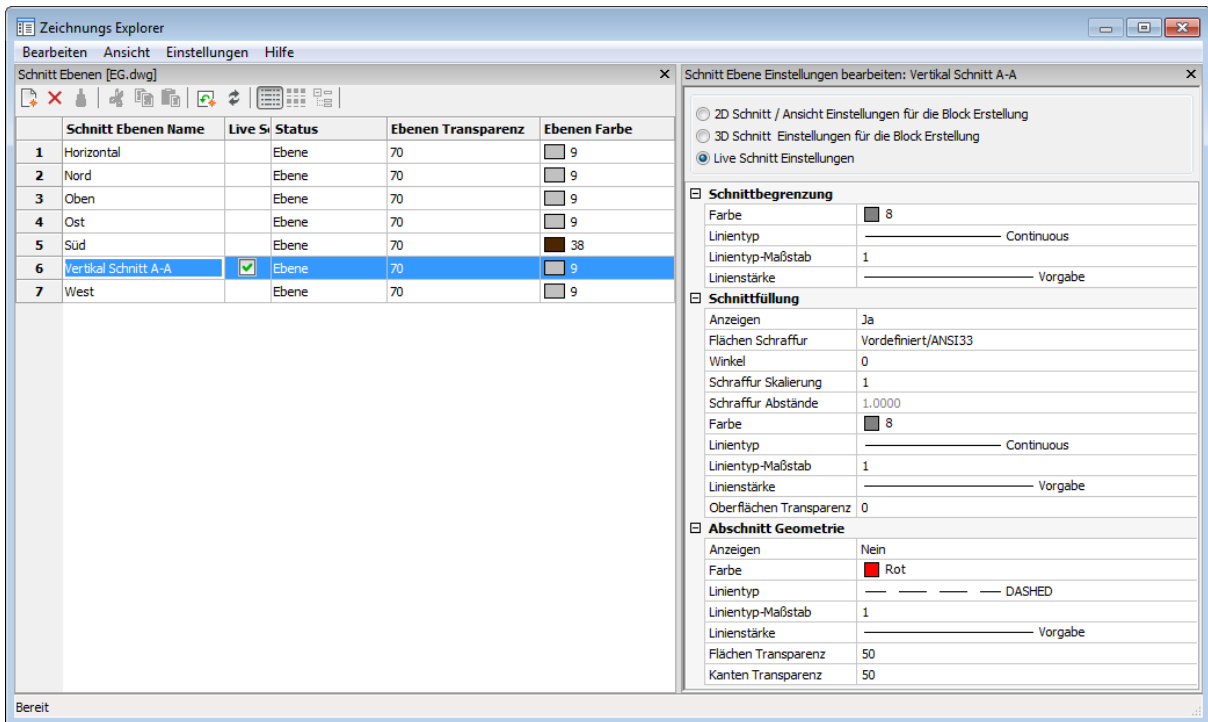 Zeichnungs Explorer
Bearbeiten Ansicht Einstellungen Hilfe
Schnitt Ebenen [EG.dwg]
Schnitt Ebenen Name Live S Status Ebenen Transparenz Ebenen Farbe
1 Horizontal Ebene 70 9
2 Nord Ebene 70 9
3 Oben Ebene 70 9
4 Ost Ebene 70 9
5 Süd Ebene 70 38
6 Vertikal Schnitt A-A Ebene 70 9
7 West Ebene 70 9
Schnitt Ebene Einstellungen bearbeiten: Vertikal Schnitt A-A
2D Schnitt / Ansicht Einstellungen für die Block Erstellung
3D Schnitt Einstellungen für die Block Erstellung
Live Schnitt Einstellungen
Schnittbegrenzung
Farbe 8
Linientyp Continuous
Linientyp-Maßstab 1
Linienstärke Vorgabe
Schnittfüllung
Anzeigen Ja
Flächen Schraffur Vordefiniert/ANSI33
Winkel 0
Schraffur Skalierung 1
Schraffur Abstände 1.0000
Farbe 8
Linientyp Continuous
Linientyp-Maßstab 1
Linienstärke Vorgabe
Oberflächen Transparenz 0
Abschnitt Geometrie
Anzeigen Nein
Farbe Rot
Linientyp DASHED
Linientyp-Maßstab 1
Linienstärke Vorgabe
Flächen Transparenz 50
Kanten Transparenz 50
Bereit